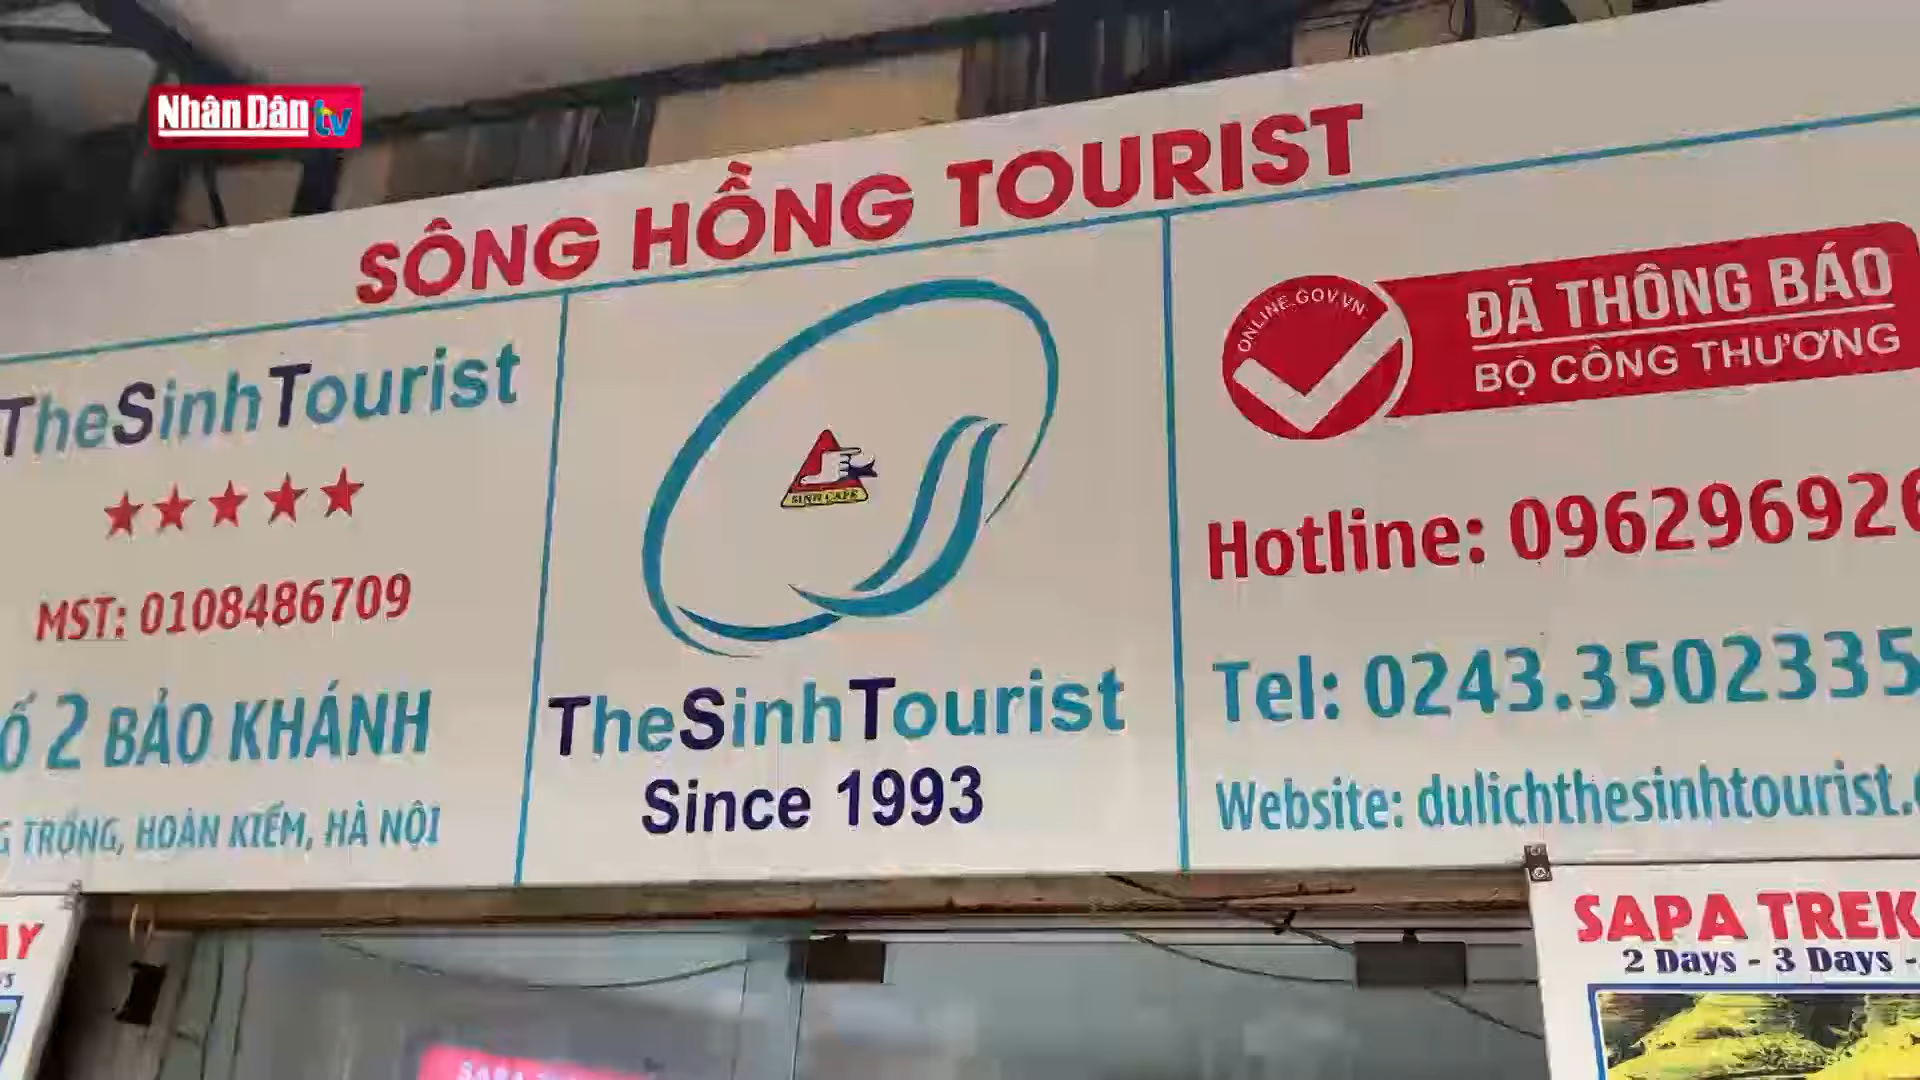 Nhân Dân tv
SÔNG HỒNG TOURIST
TheSinhTourist
MST: 0108486709
Ố 2 BẢO KHÁNH
G TRỐNG, HOÀN KIẾM, HÀ NỘI
SINH CAFE
TheSinhTourist
Since 1993
ONLINE.GOV.VN
ĐÃ THÔNG BÁO
BỘ CÔNG THƯƠNG
Hotline: 096296926
Tel: 0243.3502335
Website: dulichthesinhtourist.
AY
SAPA TREK
2 Days - 3 Days -